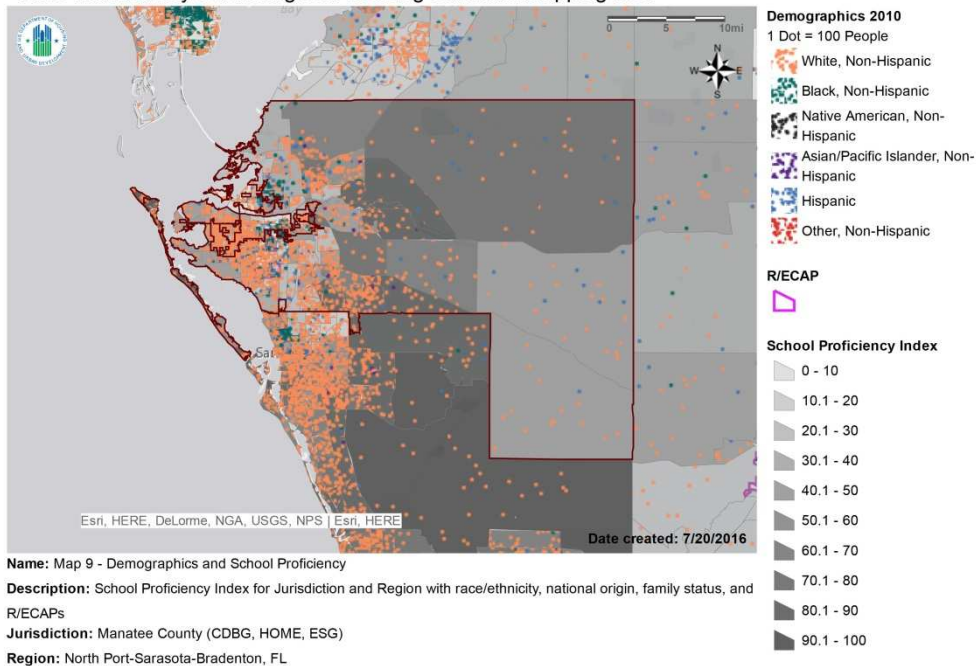 0 5 10mi
N
W E
S
Esri, HERE, DeLorme, NGA, USGS, NPS | Esri, HERE
Date created: 7/20/2016
Demographics 2010
1 Dot = 100 People
White, Non-Hispanic
Black, Non-Hispanic
Native American, Non-
Hispanic
Asian/Pacific Islander, Non-
Hispanic
Hispanic
Other, Non-Hispanic
R/ECAP
School Proficiency Index
0 - 10
10.1 - 20
20.1 - 30
30.1 - 40
40.1 - 50
50.1 - 60
60.1 - 70
70.1 - 80
80.1 - 90
90.1 - 100
Name: Map 9 - Demographics and School Proficiency
Description: School Proficiency Index for Jurisdiction and Region with race/ethnicity, national origin, family status, and
R/ECAPs
Jurisdiction: Manatee County (CDBG, HOME, ESG)
Region: North Port-Sarasota-Bradenton, FL